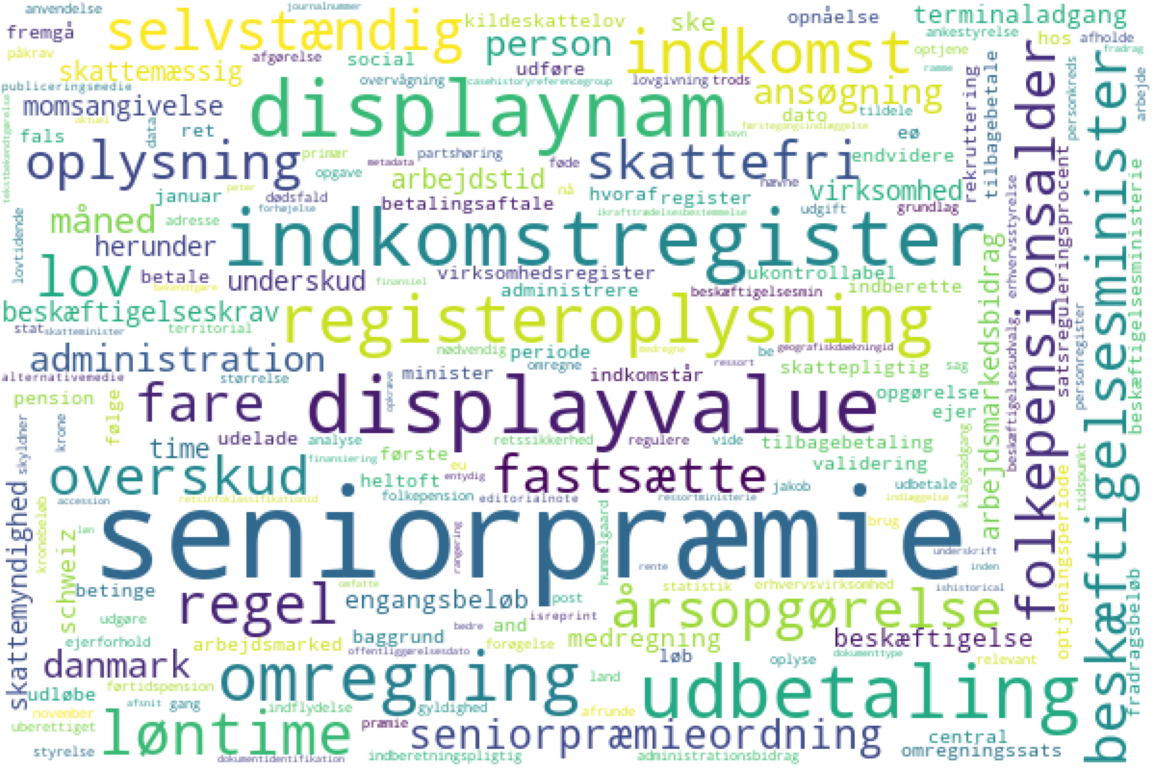 anvendelse
journalnummer
selvstændig
kildeskattelov
ske
opnåelse
terminaladgang
ankestyrelse
fremgå
person
indkomst
hos
afholde
påkrav
afgørelse
social
fradrag
skattemæssig
udføre
overvågning
casehistoryreferencegroup
lovgivning
trods
ramme
optjene
publiceringsmedie
displaynam
ansøgning
momsangivelse
dato
tildele
rekruttering
tilbagebetale
folkepensionsalder
personkreds
beskæftigelsesminister
arbejde
aktuel
data
ret
fals
navn
førstegangsindlæggelse
eø
tekstbekendtgørelse
oplysning
primær
metadata
partshøring
føde
skattefri
endvidere
opgave
arbejdstid
nævne
nå
peter
januar
dødsfald
hvoraf
register
virksomhed
måned
adresse
forhøjelse
betalingsaftale
ikrafttrædelsesbestemmelse
udgift
grundlag
lovtidende
herunder
indkomstregister
lov
betale
underskud
virksomhedsregister
ukontrollabel
bekendtgøre
finansiel
administrere
beskæftigelsesmin
indberette
arbejdsmarkedsbidrag
erhvervsstyrelse
satsreguleringsprocent
beskæftigelsesministerie
beskæftigelseskrav
registeroplysning
stat
skatteminister
territorial
administration
nødvendig
periode
medregne
be
geografiskdaekningid
omregne
ressort
skattepligtig
sag
beskæftigelsesudvalg
personregister
alternativemedie
størrelse
opkræve
minister
indkomstår
pension
følge
fare
displayvalue
opgørelse
ejer
krone
skyldner
time
udelade
analyse
retssikkerhed
regulere
vide
tilbagebetaling
finansiering
første
eu
validering
klageadgang
overskud
heltoft
entydig
fastsætte
jakob
udbetale
tidspunkt
accession
retsinfoklassifikationid
folkepension
editorialnote
ressortministerie
indlæggelse
optjeningsperiode
kronebeløb
løn
seniorpræmie
brug
skattemyndighed
schweiz
rangering
hummelgaard
underskrift
rente
inden
omfatte
betinge
statistik
erhvervsvirksomhed
ishistorical
regel
engangsbeløb
post
årsopgørelse
fradragsbeløb
udgøre
isreprint
and
ejerforhold
arbejdsmarked
baggrund
bedre
medregning
beskæftigelse
offentliggørelsesdato
forøgelse
danmark
løb
oplyse
dokumenttype
relevant
omregning
land
udbetaling
udløbe
førtidspension
afsnit
gang
indflydelse
gyldighed
afrunde
november
uberettiget
løntime
præmie
seniorpræmieordning
central
styrelse
dokumentidentifikation
indberetningspligtig
administrationsbidrag
omregningssats